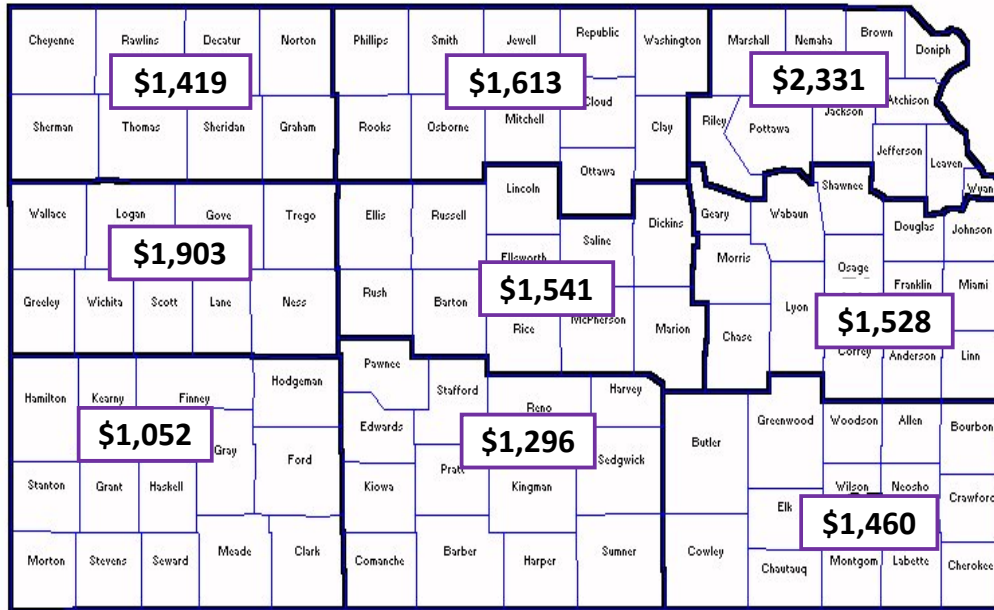 Cheyenne Rawlins Decatur Norton Phillips Smith Jewell Republic Washington Marshall Nemaha Brown Doniph
$1,419 $1,613 $2,331
Sherman Thomas Sheridan Graham Rooks Osborne Mitchell Cloud Clay Riley Pottawa Jackson Atchison
Jefferson Leaven Wyan
Ottawa
Wallace Logan Gove Trego Ellis Russell Lincoln Saline Dickins Geary Wabaun Shawnee Douglas Johnson
Ellsworth Morris Osage
$1,903 $1,541 $1,528
Greeley Wichita Scott Lane Ness Rush Barton Rice McPherson Marion Chase Lyon Franklin Miami
Coffey Anderson Linn
Hamilton Kearny Finney Hodgeman Pawnee Stafford Reno Harvey
Edwards Butler Greenwood Woodson Allen Bourbon
$1,052 $1,296 $1,460
Gray Ford Pratt Sedgwick
Stanton Grant Haskell Kiowa Kingman Elk Wilson Neosho Crawford
Morton Stevens Seward Meade Clark Comanche Barber Harper Sumner Cowley Chautauq Montgom Labette Cherokee